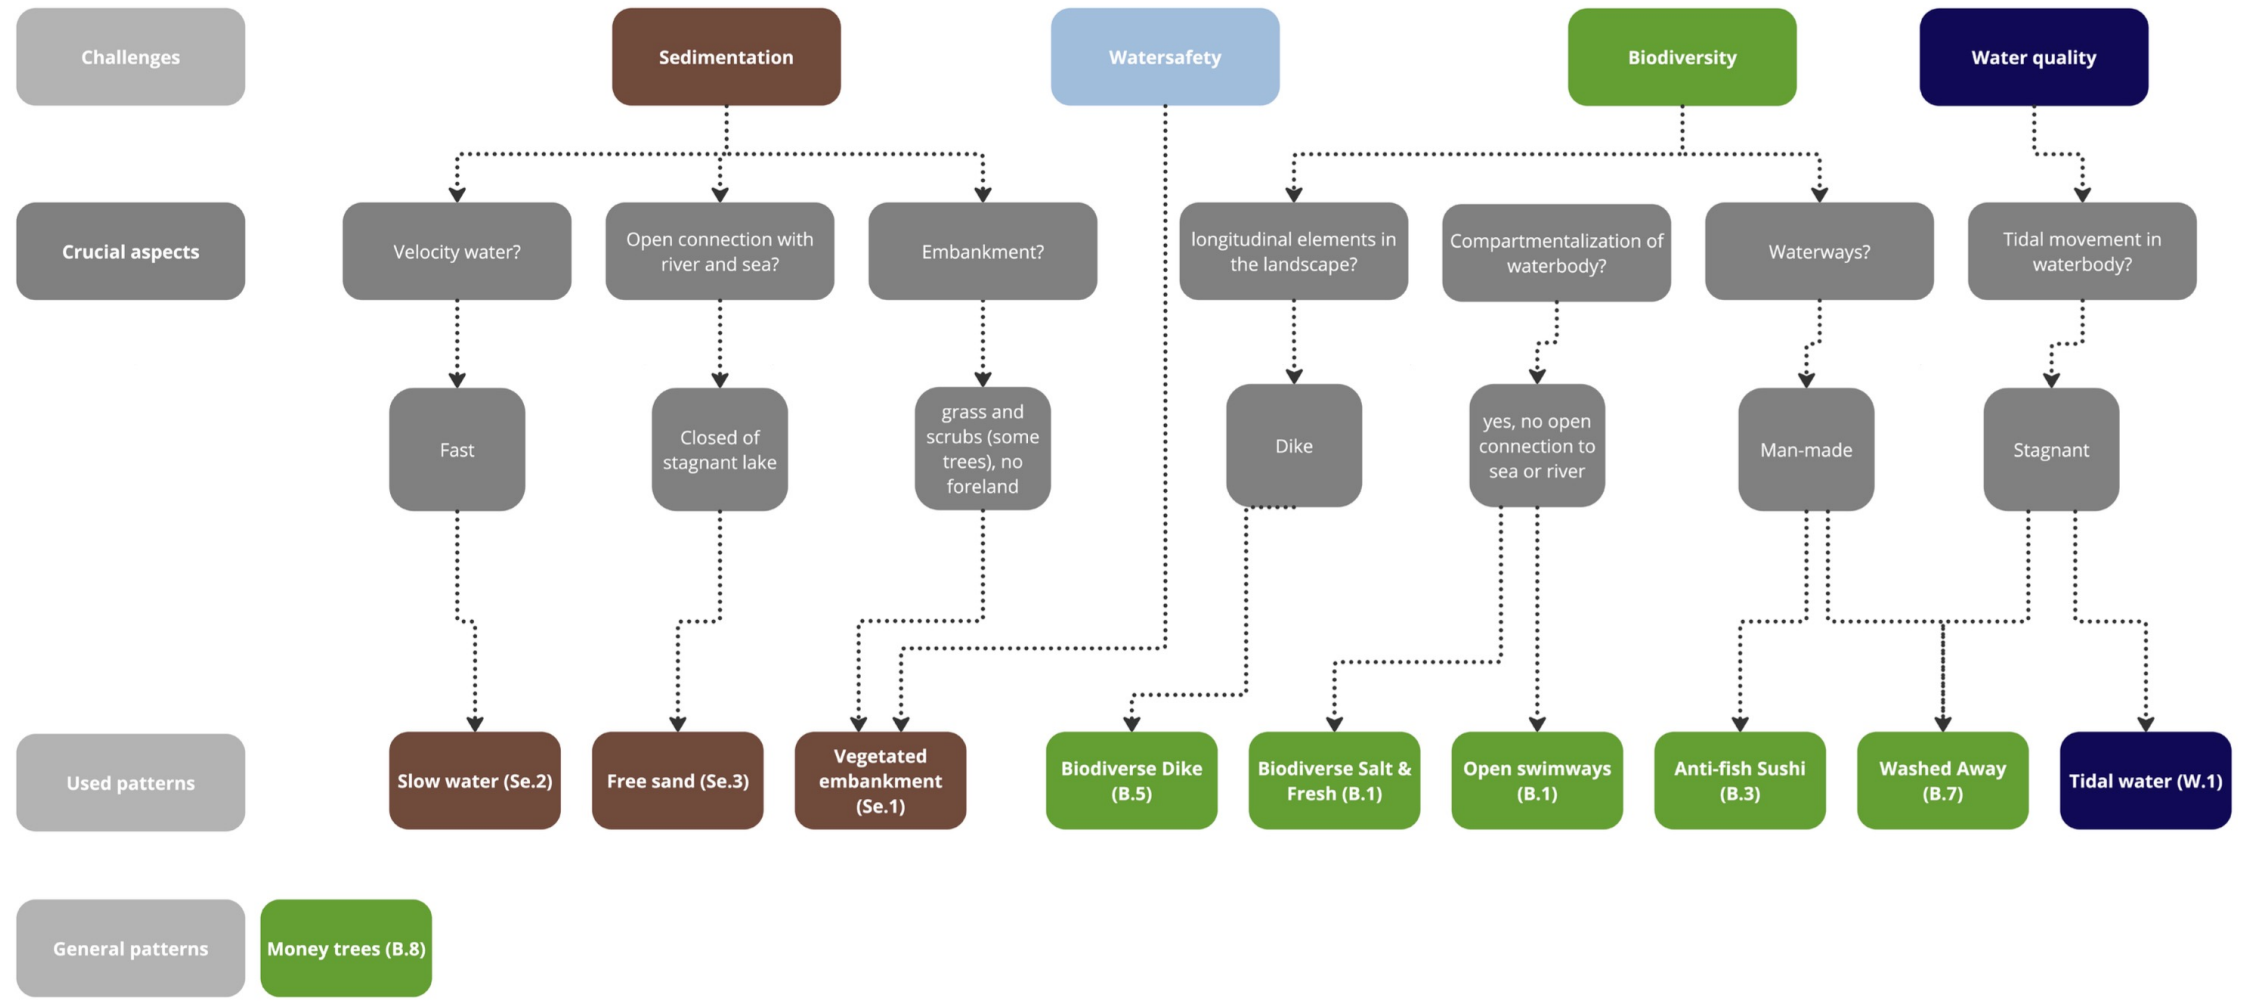 Challenges
Sedimentation
Watersafety
Biodiversity
Water quality
Crucial aspects
Velocity water?
Open connection with
river and sea?
Embankment?
longitudinal elements in
the landscape?
Compartmentalization of
waterbody?
Waterways?
Tidal movement in
waterbody?
Fast
Closed of
stagnant lake
grass and
scrubs (some
trees), no
foreland
Dike
yes, no open
connection to
sea or river
Man-made
Stagnant
Used patterns
Slow water (Se.2)
Free sand (Se.3)
Vegetated
embankment
(Se.1)
Biodiverse Dike
(B.5)
Biodiverse Salt &
Fresh (B.1)
Open swimways
(B.1)
Anti-fish Sushi
(B.3)
Washed Away
(B.7)
Tidal water (W.1)
General patterns
Money trees (B.8)